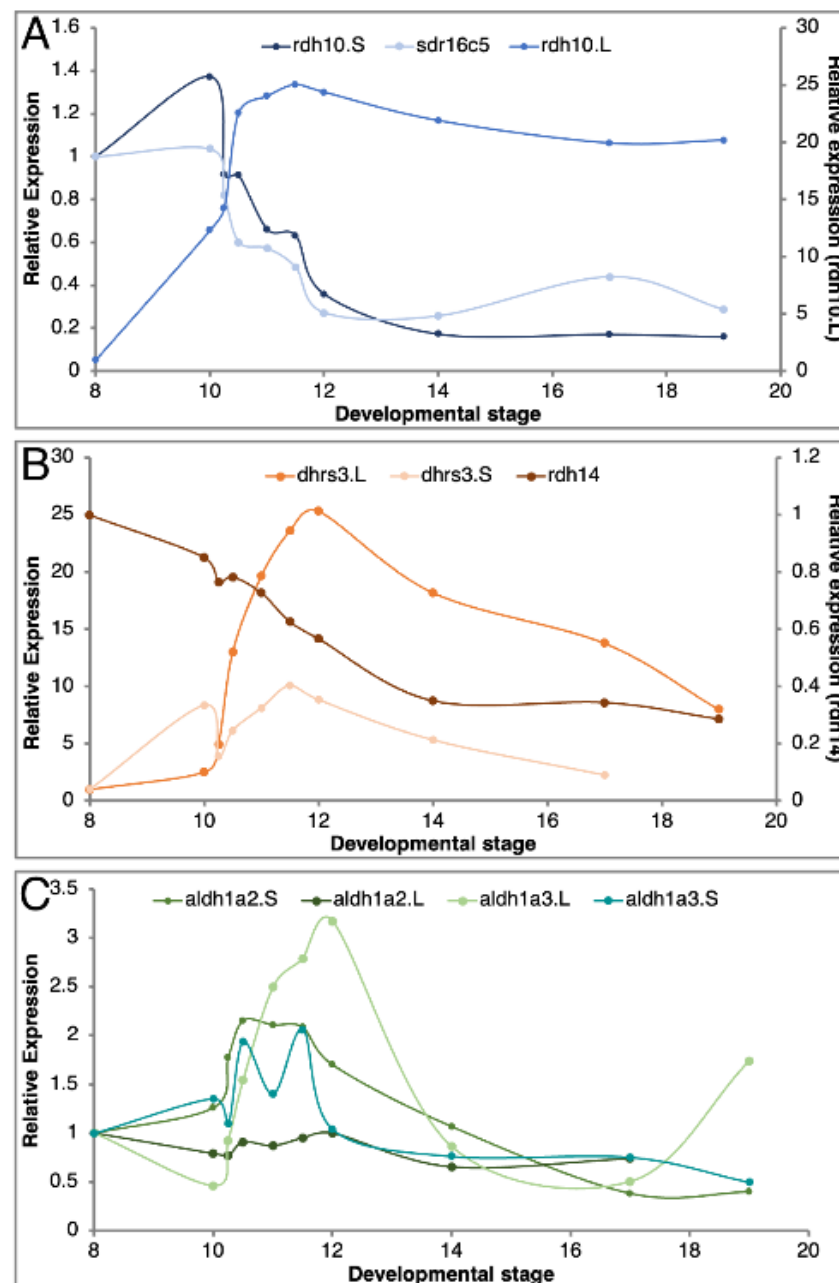 A
rdh10.S sdr16c5 rdh10.L
1.6
1.4
1.2
1
0.8
0.6
0.4
0.2
0
Relative Expression
30
25
20
15
10
5
0
Relative expression (rdh10.L)
8 10 12 14 16 18 20
Developmental stage
B
dhrs3.L dhrs3.S rdh14
30
25
20
15
10
5
0
Relative Expression
1.2
1
0.8
0.6
0.4
0.2
0
Relative expression (rdh14)
8 10 12 14 16 18 20
Developmental stage
C
aldh1a2.S aldh1a2.L aldh1a3.L aldh1a3.S
3.5
3
2.5
2
1.5
1
0.5
0
Relative Expression
8 10 12 14 16 18 20
Developmental stage